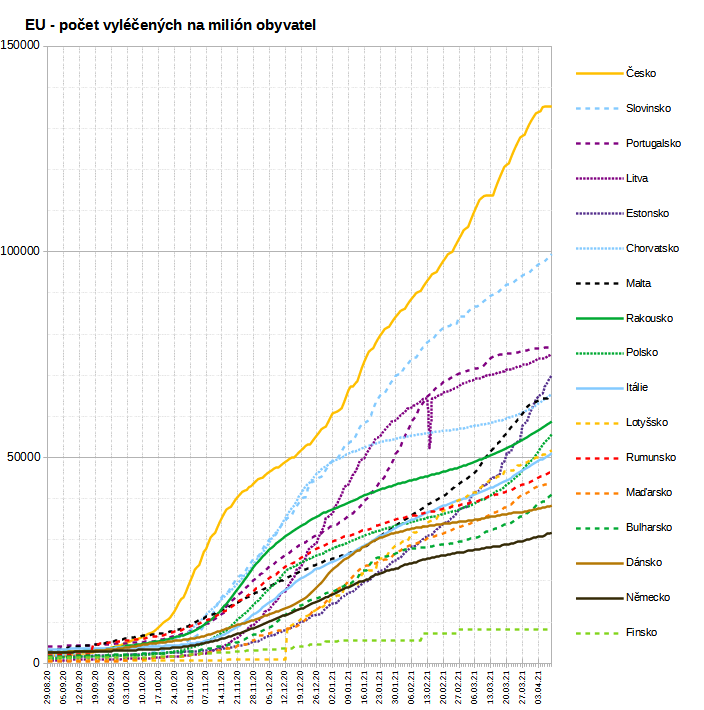 EU - počet vyléčených na milión obyvatel
150000
100000
50000
0
Česko
Slovinsko
Portugalsko
Litva
Estonsko
Chorvatsko
Malta
Rakousko
Polsko
Itálie
Lotyšsko
Rumunsko
Maďarsko
Bulharsko
Dánsko
Německo
Finsko
29.08.20
05.09.20
12.09.20
19.09.20
26.09.20
03.10.20
10.10.20
17.10.20
24.10.20
31.10.20
07.11.20
14.11.20
21.11.20
28.11.20
05.12.20
12.12.20
19.12.20
26.12.20
02.01.21
09.01.21
16.01.21
23.01.21
30.01.21
06.02.21
13.02.21
20.02.21
27.02.21
06.03.21
13.03.21
20.03.21
27.03.21
03.04.21